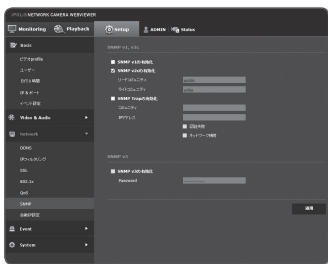 iPOLiS NETWORK CAMERA WEBVIEWER
Monitoring
Playback
Setup
ADMIN
Status
Basic
ビデオprofile
ユーザー
日付&時間
IP & ポート
イベント設定
Video & Audio
Network
DDNS
IPフィルタリング
SSL
802.1x
QoS
SNMP
自動IP設定
Event
System
SNMP v1, v2c
SNMP v1の有効化
SNMP v2cの有効化
リードコミュニティ
public
ライトコミュニティ
write
SNMP Trapの有効化
コミュニティ
IPアドレス
認証失敗
ネットワーク接続
SNMP v3
SNMP v3の有効化
Password
適用